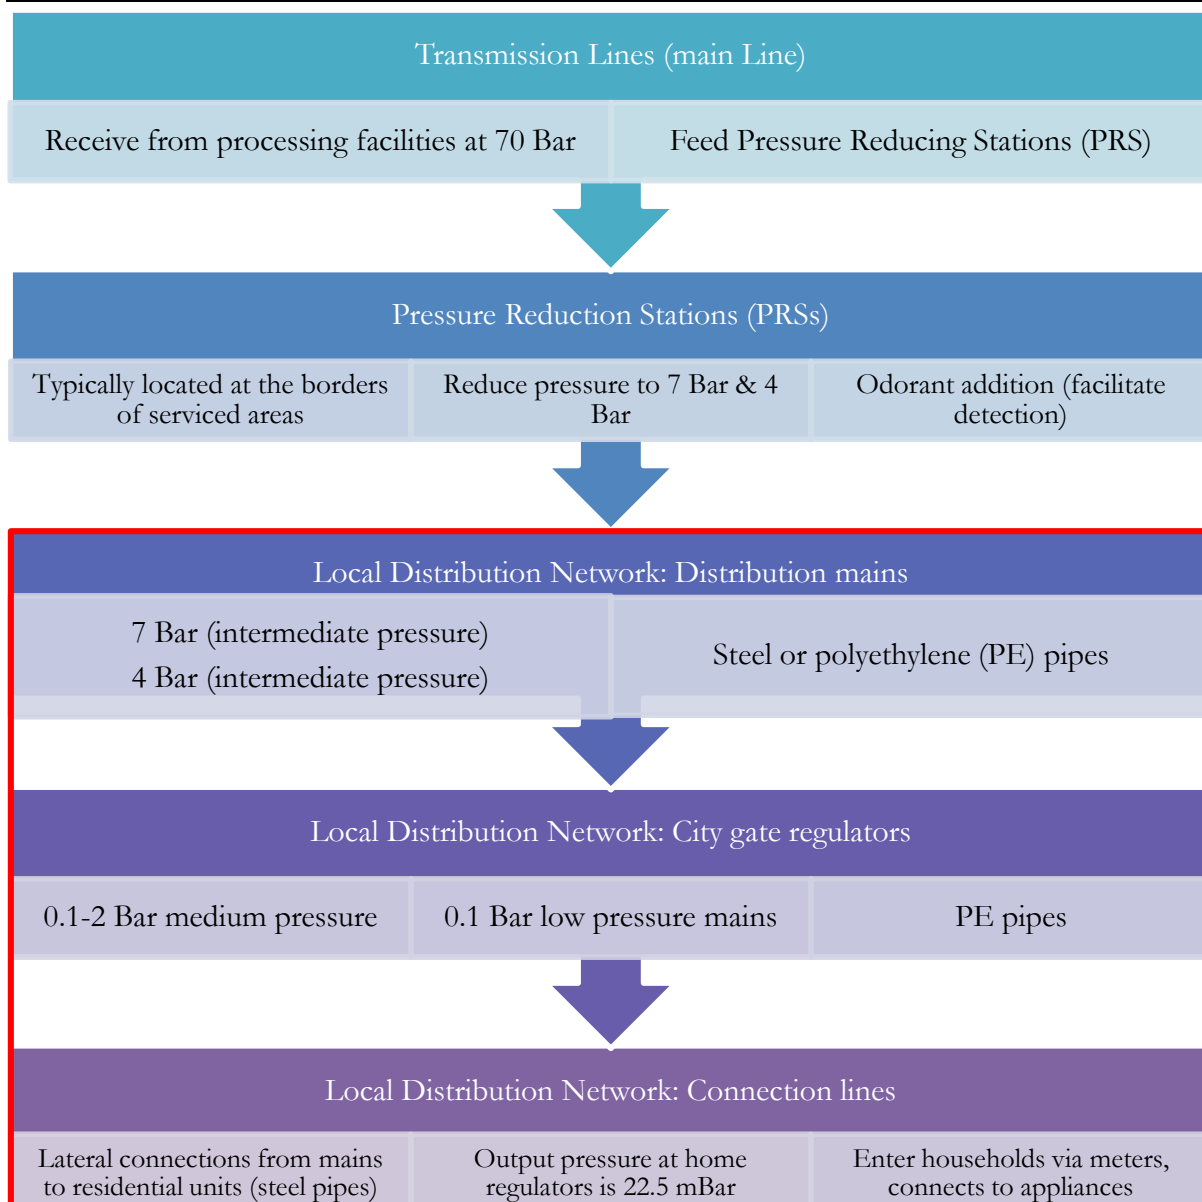 Transmission Lines (main Line)
Receive from processing facilities at 70 Bar
Feed Pressure Reducing Stations (PRS)
Pressure Reduction Stations (PRSs)
Typically located at the borders
of serviced areas
Reduce pressure to 7 Bar & 4
Bar
Odorant addition (facilitate
detection)
Local Distribution Network: Distribution mains
7 Bar (intermediate pressure)
4 Bar (intermediate pressure)
Steel or polyethylene (PE) pipes
Local Distribution Network: City gate regulators
0.1-2 Bar medium pressure
0.1 Bar low pressure mains
PE pipes
Local Distribution Network: Connection lines
Lateral connections from mains
to residential units (steel pipes)
Output pressure at home
regulators is 22.5 mBar
Enter households via meters,
connects to appliances